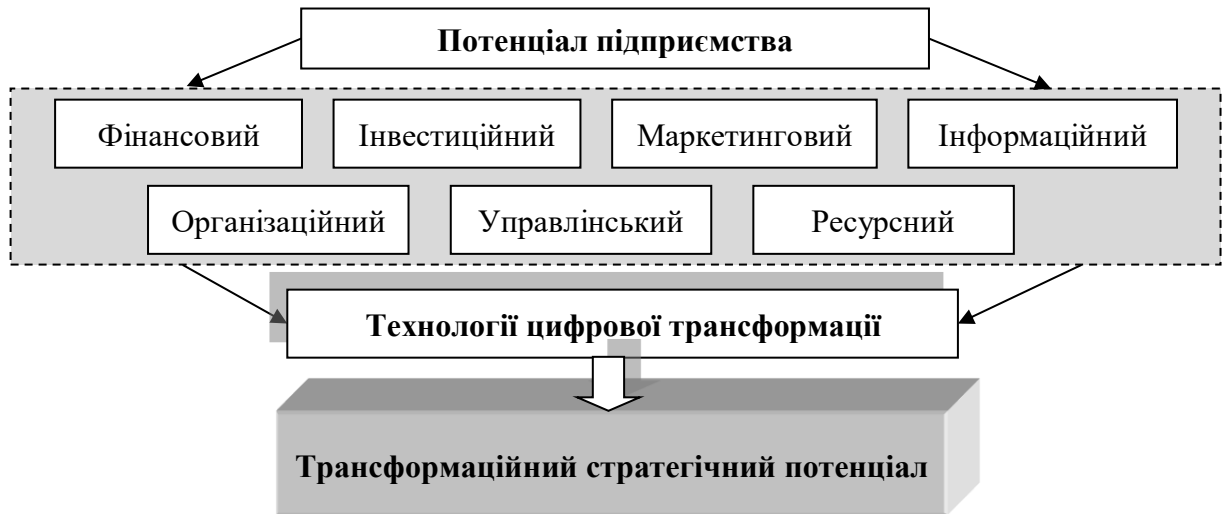 Потенціал підприємства
Фінансовий Інвестиційний Маркетинговий Інформаційний
Організаційний Управлінський Ресурсний
Технології цифрової трансформації
Трансформаційний стратегічний потенціал